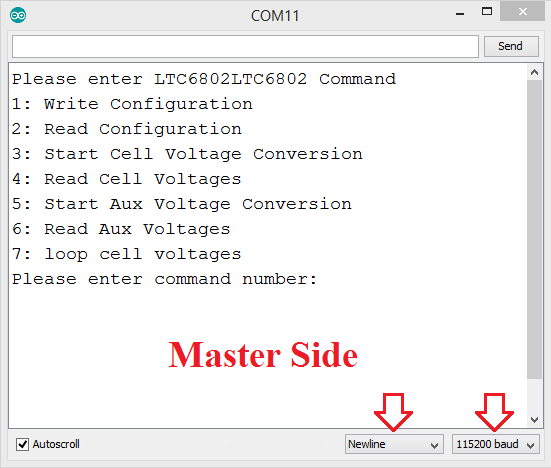 COM11
Send
Please enter LTC6802LTC6802 Command
1: Write Configuration
2: Read Configuration
3: Start Cell Voltage Conversion
4: Read Cell Voltages
5: Start Aux Voltage Conversion
6: Read Aux Voltages
7: loop cell voltages
Please enter command number:
Master Side
Autoscroll
Newline
115200 baud